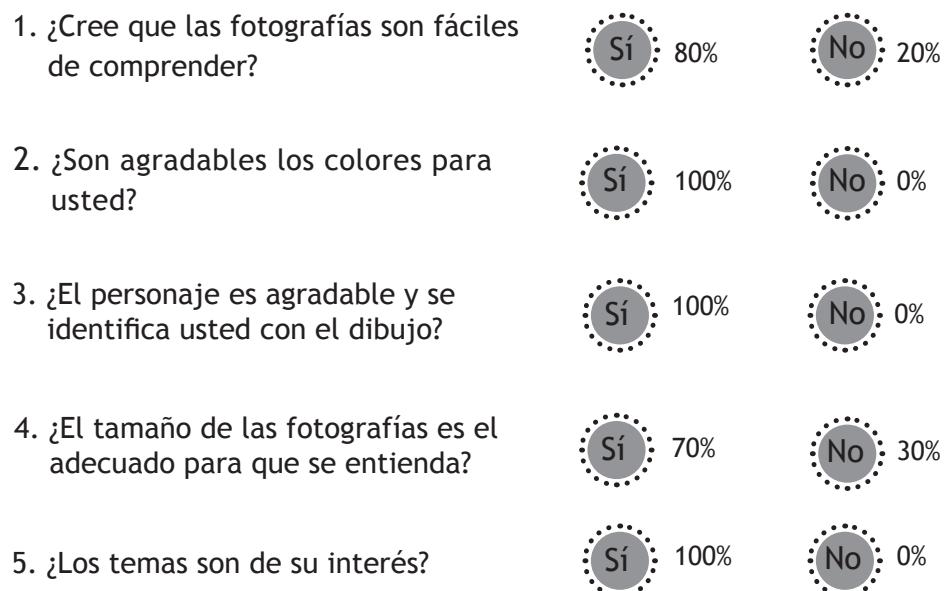 1. ¿Cree que las fotografías son fáciles Sí 80% No 20%
de comprender?
2. ¿Son agradables los colores para Sí 100% No 0%
usted?
3. ¿El personaje es agradable y se Sí 100% No 0%
identifica usted con el dibujo?
4. ¿El tamaño de las fotografías es el Sí 70% No 30%
adecuado para que se entienda?
5. ¿Los temas son de su interés? Sí 100% No 0%